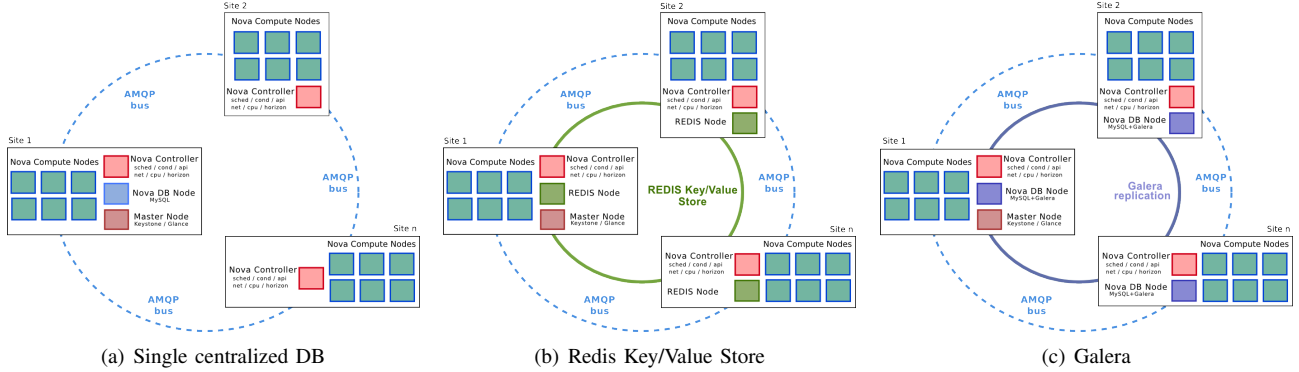 Site 2
Nova Compute Nodes
Nova Controller
sched / cond / api
net / cpu / horizon
AMQP
bus
Site 1
Nova Compute Nodes
Nova Controller
sched / cond / api
net / cpu / horizon
Nova DB Node
MySQL
Master Node
Keystone / Glance
AMQP
bus
Site n
Nova Compute Nodes
Nova Controller
sched / cond / api
net / cpu / horizon
AMQP
bus
(a) Single centralized DB
Site 2
Nova Compute Nodes
Nova Controller
sched / cond / api
net / cpu / horizon
REDIS Node
AMQP
bus
Site 1
Nova Compute Nodes
Nova Controller
sched / cond / api
net / cpu / horizon
REDIS Node
Master Node
Keystone / Glance
REDIS Key/Value
Store
AMQP
bus
Site n
Nova Compute Nodes
Nova Controller
sched / cond / api
net / cpu / horizon
REDIS Node
AMQP
bus
(b) Redis Key/Value Store
Site 2
Nova Compute Nodes
Nova Controller
sched / cond / api
net / cpu / horizon
Nova DB Node
MySQL+Galera
AMQP
bus
Site 1
Nova Compute Nodes
Nova Controller
sched / cond / api
net / cpu / horizon
Nova DB Node
MySQL+Galera
Master Node
Keystone / Glance
Galera
replication
AMQP
bus
Site n
Nova Compute Nodes
Nova Controller
sched / cond / api
net / cpu / horizon
Nova DB Node
MySQL+Galera
AMQP
bus
(c) Galera